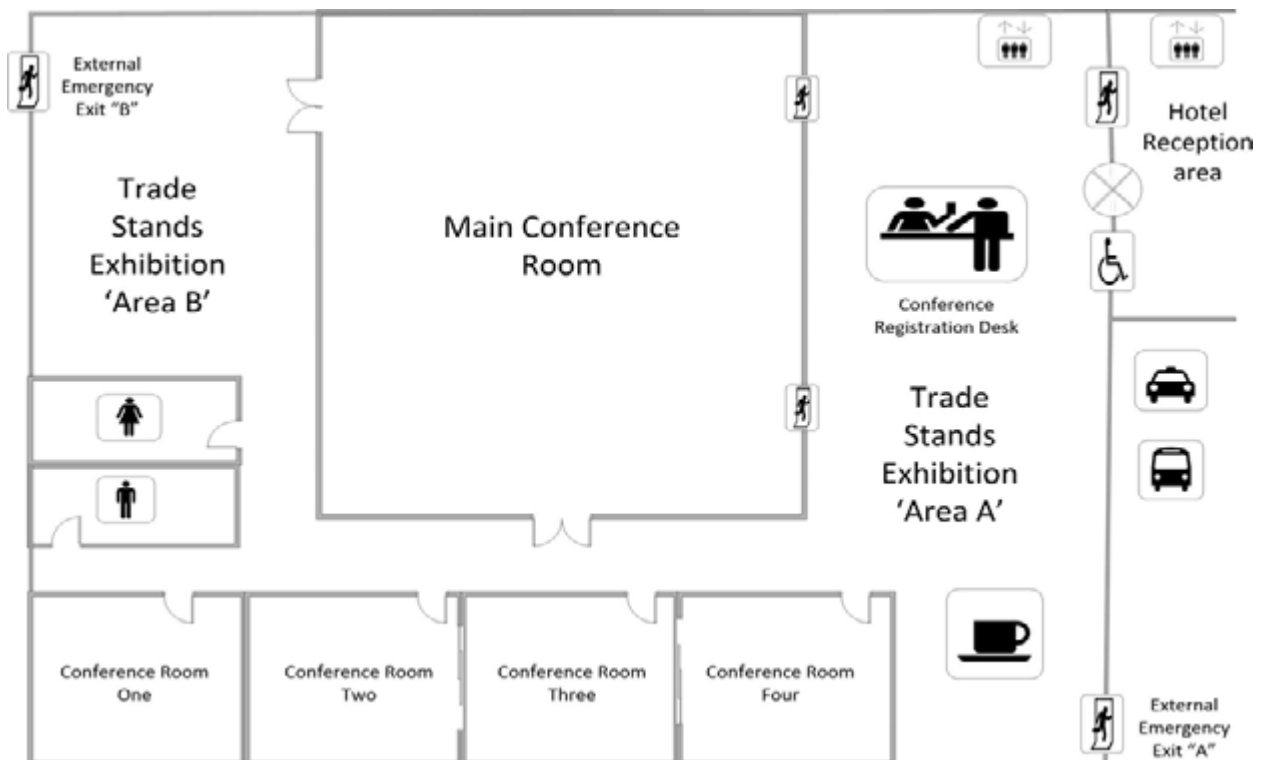 External
Emergency
Exit "B"
Trade
Stands
Exhibition
‘Area B’
Main Conference
Room
Hotel
Reception
area
Conference
Registration Desk
Trade
Stands
Exhibition
‘Area A’
Conference Room
One
Conference Room
Two
Conference Room
Three
Conference Room
Four
External
Emergency
Exit "A"